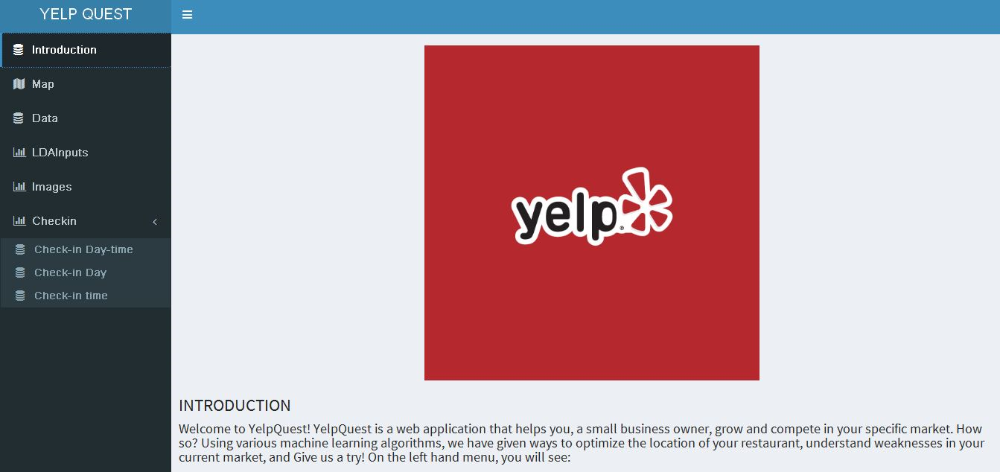 YELP QUEST
Introduction
Map
Data
LDAInputs
Images
Checkin
Check-in Day-time
Check-in Day
Check-in time
yelp
INTRODUCTION
Welcome to YelpQuest! YelpQuest is a web application that helps you, a small business owner, grow and compete in your specific market. How
so? Using various machine learning algorithms, we have given ways to optimize the location of your restaurant, understand weaknesses in your
current market, and Give us a try! On the left hand menu, you will see: